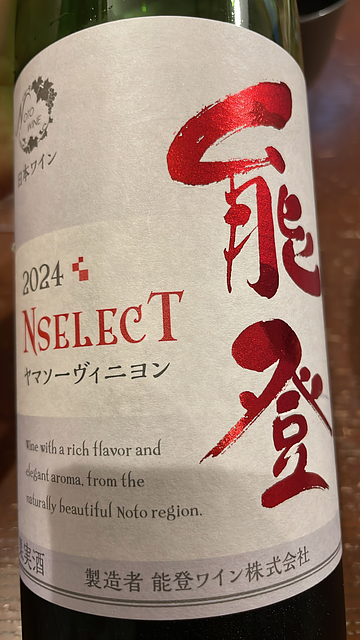 NOTO
WINE
日本ワイン
能登
2024
NSELECT
ヤマソーヴィニヨン
Wine with a rich flavor and
elegant aroma, from the
naturally beautiful Noto region.
果実酒
製造者 能登ワイン株式会社